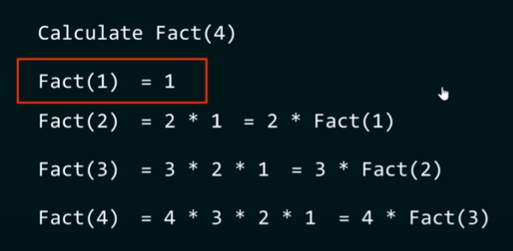 Calculate Fact(4)
Fact(1) = 1
Fact(2) = 2 * 1 = 2 * Fact(1)
Fact(3) = 3 * 2 * 1 = 3 * Fact(2)
Fact(4) = 4 * 3 * 2 * 1 = 4 * Fact(3)